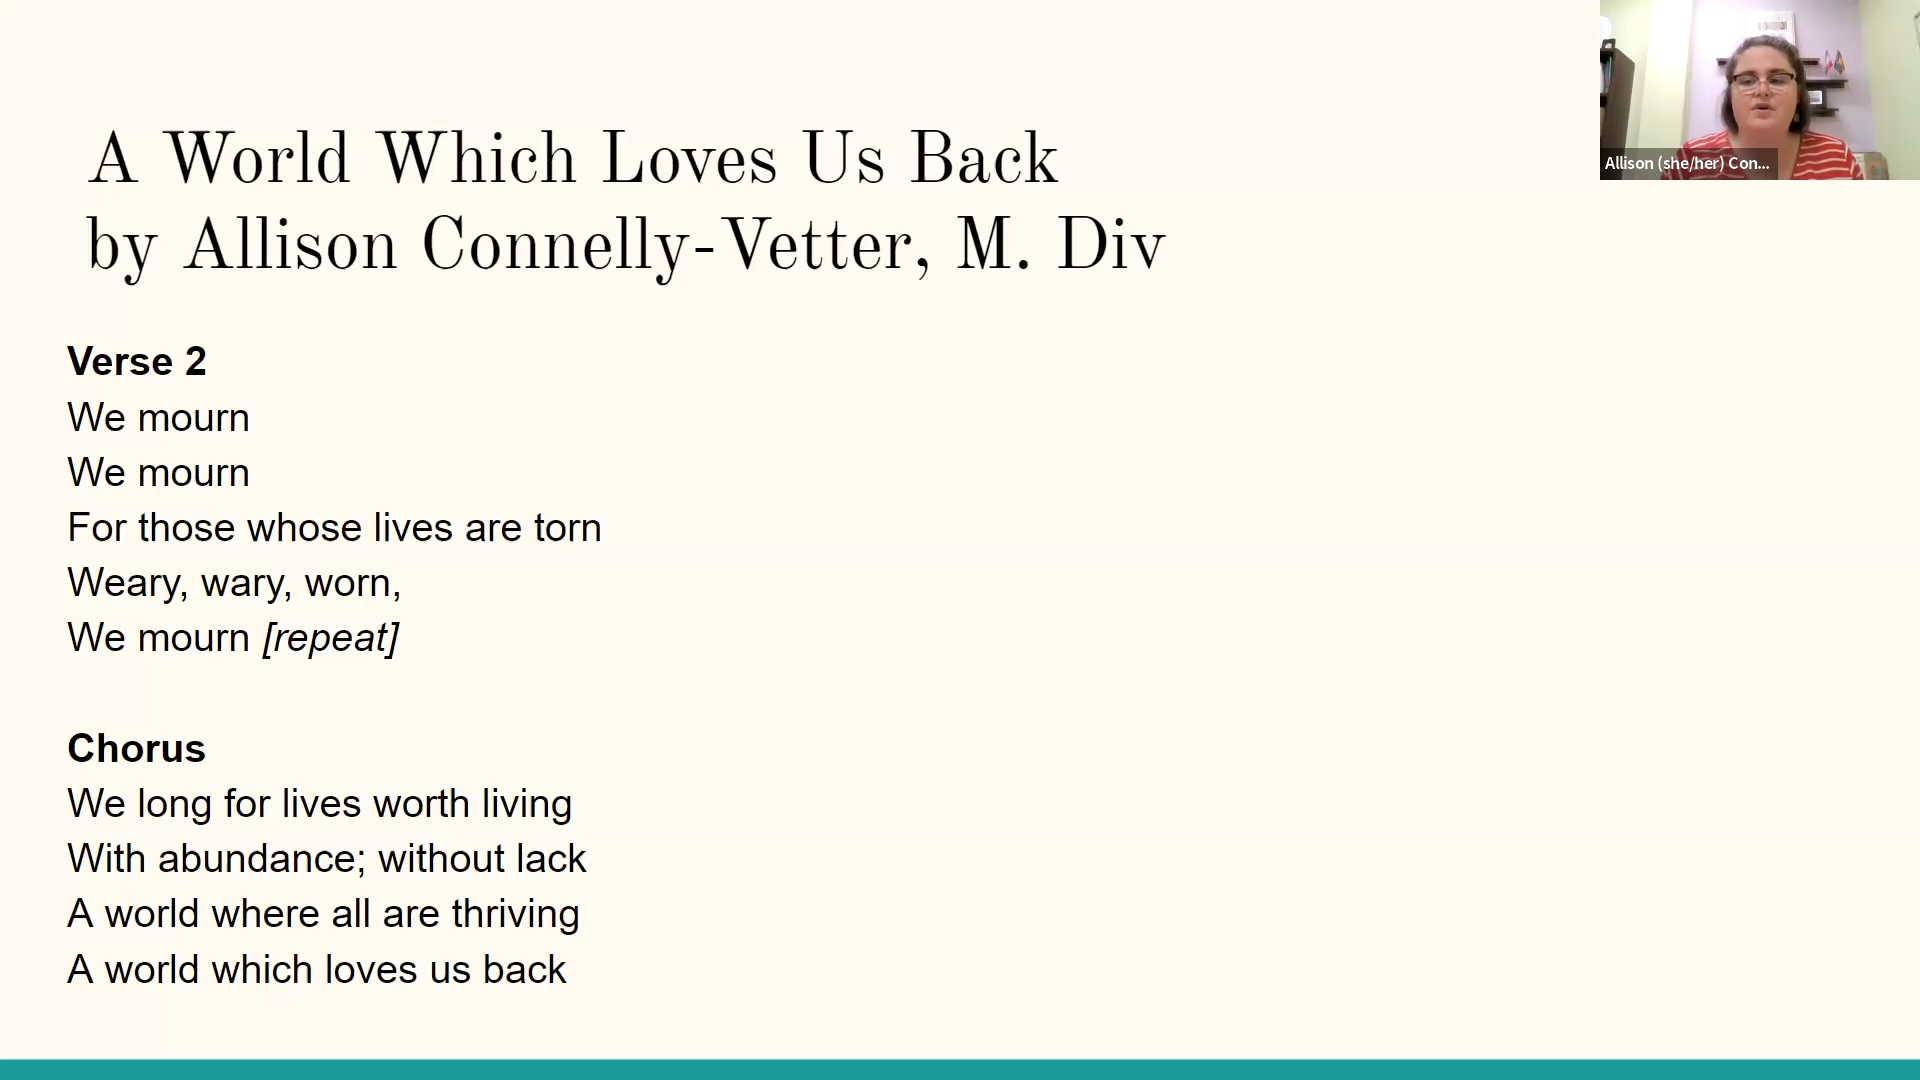 A World Which Loves Us Back
by Allison Connelly-Vetter, M. Div
Allison (she/her) Con...
Verse 2
We mourn
We mourn
For those whose lives are torn
Weary, wary, worn,
We mourn [repeat]
Chorus
We long for lives worth living
With abundance; without lack
A world where all are thriving
A world which loves us back